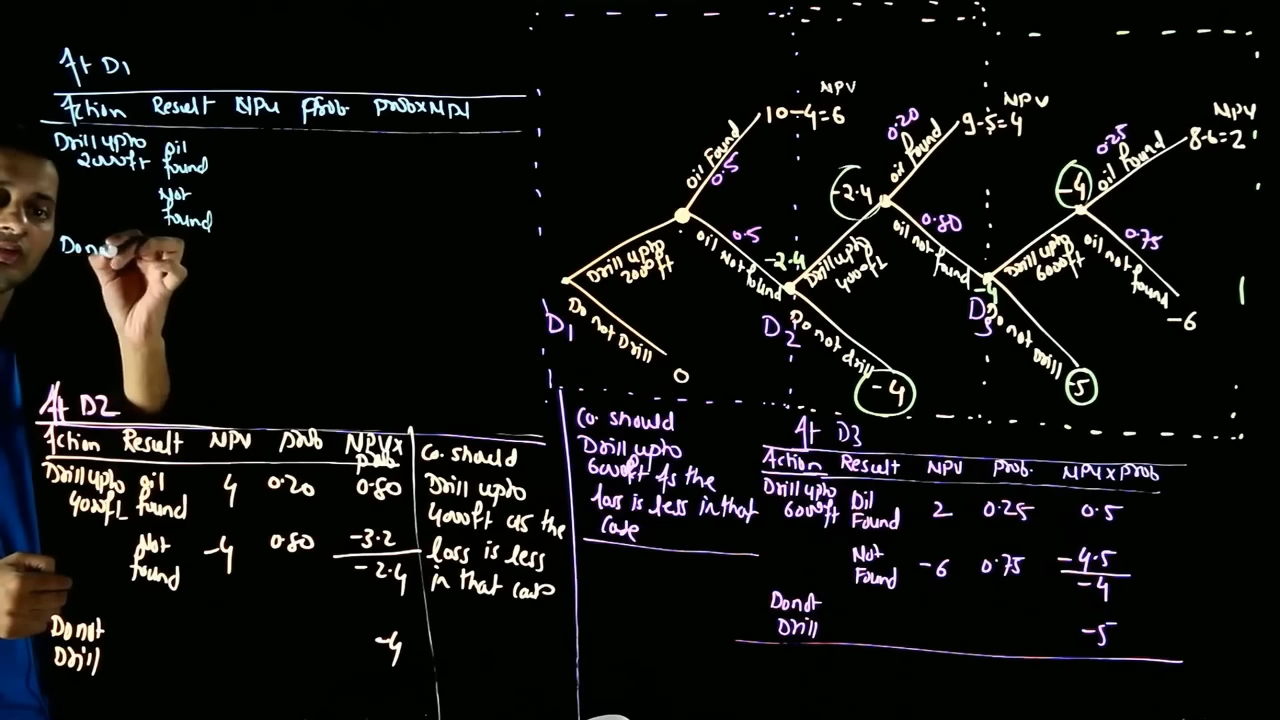 At D1
Action Result NPV Prob Prob×NPV
Drill upto Oil
2000ft found
Not
found
Do not
At D2
Action Result NPV Prob NPV×
Prob
Drill upto oil 4 0.20 0.80
4000ft found
Not -4 0.80 -3.2
found
-2.4
Do not
Drill -4
Co. should
Drill upto
4000ft as the
loss is less
in that case
Co. should
Drill upto
6000ft As the
loss is less in that
case
At D3
Action Result NPV Prob. NPV×Prob
Drill upto Oil 2 0.25 0.5
6000ft Found
Not -6 0.75 -4.5
Found
-4
Do not
Drill -5
D1
Drill upto
2000ft
Do not Drill
0
Oil Found
0.5
NPV
10-4=6
Oil Not found
0.5
-2.4
D2
Drill upto
4000ft
Do not drill
-4
-2.4
oil found
0.20
NPV
9-5=4
oil not found
0.80
-4
D3
Drill upto
6000ft
Do not Drill
-5
-4
oil found
0.25
NPV
8-6=2
oil not found
0.75
-6